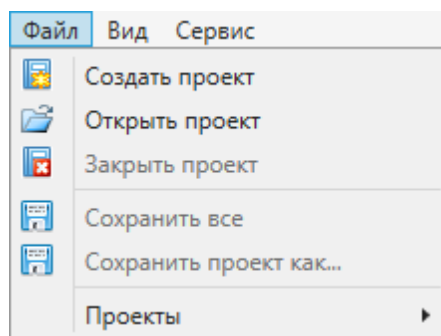 Файл Вид Сервис
Создать проект
Открыть проект
Закрыть проект
Сохранить все
Сохранить проект как...
Проекты